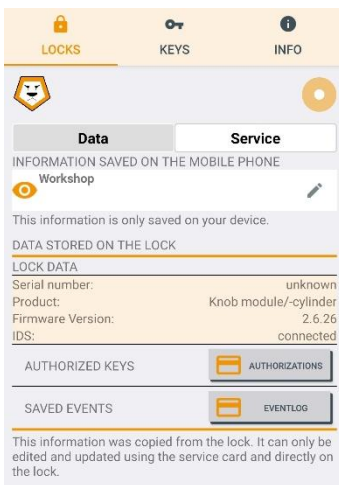 LOCKS KEYS INFO
Data Service
INFORMATION SAVED ON THE MOBILE PHONE
Workshop
This information is only saved on your device.
DATA STORED ON THE LOCK
LOCK DATA
Serial number: unknown
Product: Knob module/-cylinder
Firmware Version: 2.6.26
IDS: connected
AUTHORIZED KEYS AUTHORIZATIONS
SAVED EVENTS EVENTLOG
This information was copied from the lock. It can only be
edited and updated using the service card and directly on
the lock.